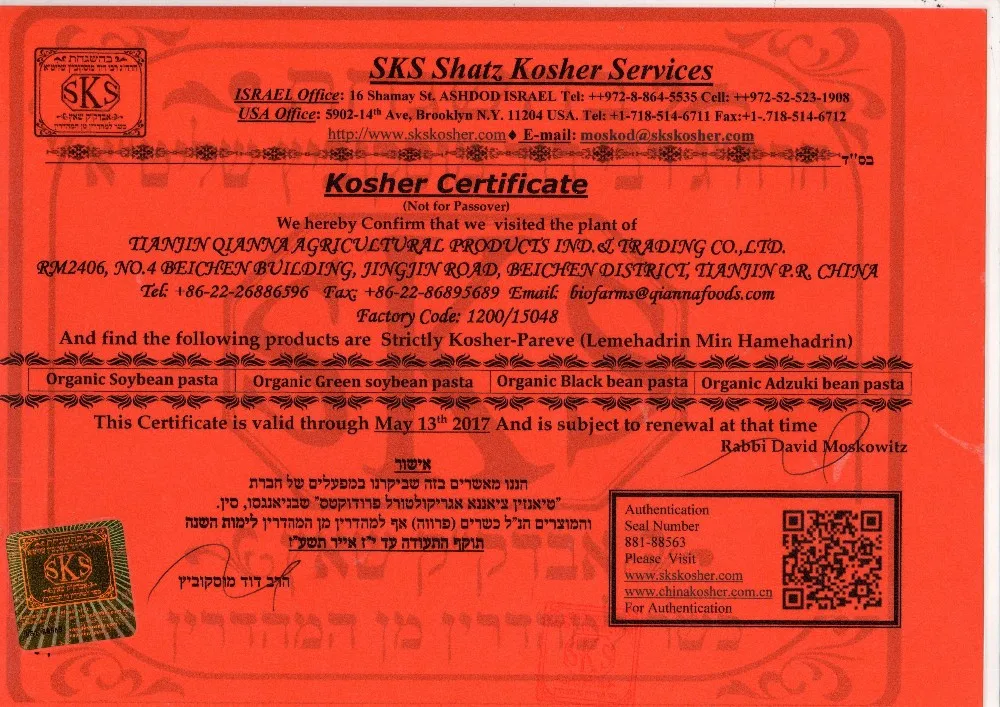 בהשגחת
SKS
SKS Shatz Kosher Services
ISRAEL Office: 16 Shamay St. ASHDOD ISRAEL Tel: ++972-8-864-5535 Cell: ++972-52-523-1908
USA Office: 5902-14th Ave, Brooklyn N.Y. 11204 USA. Tel: +1-718-514-6711 Fax:+1-.718-514-6712
http://www.skskosher.com♦ E-mail: moskod@skskosher.com
בס"ד
Kosher Certificate
(Not for Passover)
We hereby Confirm that we visited the plant of
TIANJIN QIANNA AGRICULTURAL PRODUCTS IND.& TRADING CO.,LTD.
RM2406, NO.4 BEICHEN BUILDING, JINGJIN ROAD, BEICHEN DISTRICT, TIANJIN P.R. CHINA
Tel: +86-22-26886596 Fax: +86-22-86895689 Email: biofarms@qiannafoods.com
Factory Code: 1200/15048
And find the following products are Strictly Kosher-Pareve (Lemehadrin Min Hamehadrin)
Organic Soybean pasta Organic Green soybean pasta Organic Black bean pasta Organic Adzuki bean pasta
This Certificate is valid through May 13th 2017 And is subject to renewal at that time
Rabbi David Moskowitz
אישור
הננו מאשרים בזה שביקרנו במפעלים של חברת
"טיאנזין ציאננא אגריקולטורל פרודוקטס" שבניאנגסו, סין.
והמוצרים הנ"ל כשרים (פרווה) אף למהדרין מן המהדרין לימות השנה
תוקף התעודה עד י"ז אייר תשע"ז
הרב דוד מוסקוביץ
Authentication
Seal Number
881-88563
Please Visit
www.skskosher.com
www.chinakosher.com.cn
For Authentication
SKS